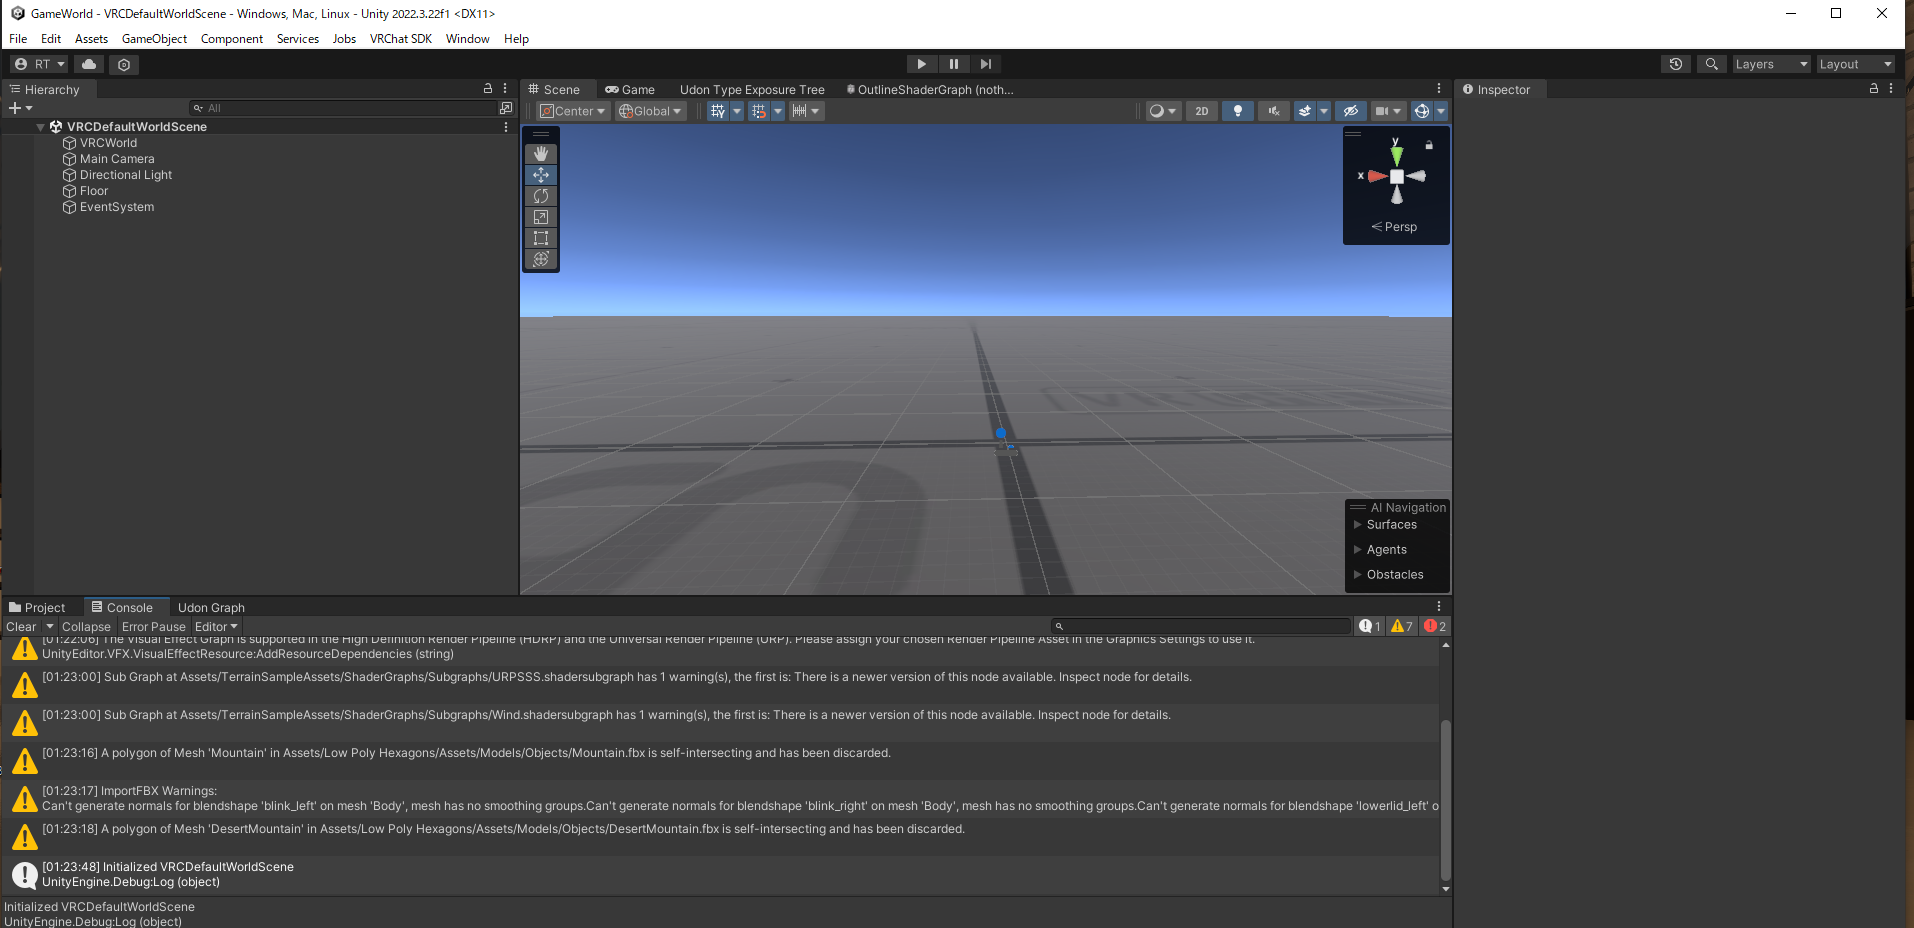 GameWorld - VRCDefaultWorldScene - Windows, Mac, Linux - Unity 2022.3.22f1 <DX11>
File Edit Assets GameObject Component Services Jobs VRChat SDK Window Help
RT Layers Layout
Hierarchy
All
VRCDefaultWorldScene
VRCWorld
Main Camera
Directional Light
Floor
EventSystem
Scene Game Udon Type Exposure Tree OutlineShaderGraph (noth...
Center Global 2D
y
x
Persp
AI Navigation
Surfaces
Agents
Obstacles
Inspector
Project Console Udon Graph
Clear Collapse Error Pause Editor 1 7 2
[01:22:06] The Visual Effect Graph is supported in the High Definition Render Pipeline (HDRP) and the Universal Render Pipeline (URP). Please assign your chosen Render Pipeline Asset in the Graphics Settings to use it.
UnityEditor.VFX.VisualEffectResource:AddResourceDependencies (string)
[01:23:00] Sub Graph at Assets/TerrainSampleAssets/ShaderGraphs/Subgraphs/URPSSS.shadersubgraph has 1 warning(s), the first is: There is a newer version of this node available. Inspect node for details.
[01:23:00] Sub Graph at Assets/TerrainSampleAssets/ShaderGraphs/Subgraphs/Wind.shadersubgraph has 1 warning(s), the first is: There is a newer version of this node available. Inspect node for details.
[01:23:16] A polygon of Mesh 'Mountain' in Assets/Low Poly Hexagons/Assets/Models/Objects/Mountain.fbx is self-intersecting and has been discarded.
[01:23:17] ImportFBX Warnings:
Can't generate normals for blendshape 'blink_left' on mesh 'Body', mesh has no smoothing groups.Can't generate normals for blendshape 'blink_right' on mesh 'Body', mesh has no smoothing groups.Can't generate normals for blendshape 'lowerlid_left' o
[01:23:18] A polygon of Mesh 'DesertMountain' in Assets/Low Poly Hexagons/Assets/Models/Objects/DesertMountain.fbx is self-intersecting and has been discarded.
[01:23:48] Initialized VRCDefaultWorldScene
UnityEngine.Debug:Log (object)
Initialized VRCDefaultWorldScene
UnityEngine.Debug:Log (object)